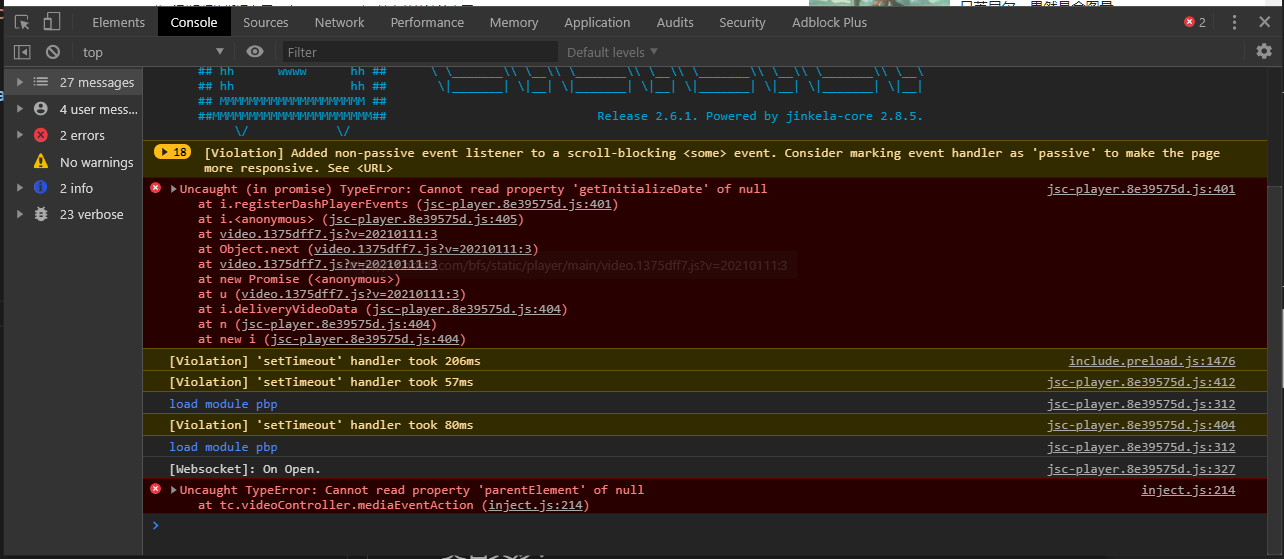 Elements Console Sources Network Performance Memory Application Audits Security Adblock Plus 2
top Filter Default levels
27 messages
4 user mess...
2 errors
No warnings
2 info
23 verbose
## hh wwww hh ## \ \_______\\ \__\\ \_______\\ \__\\ \_______\\ \__\\ \_______\\ \__\
## hh hh ## \|_______| \|__| \|_______| \|__| \|_______| \|__| \|_______| \|__|
## MMMMMMMMMMMMMMMMMMMM ##
##MMMMMMMMMMMMMMMMMMMMMM## Release 2.6.1. Powered by jinkela-core 2.8.5.
\/ \/
18 [Violation] Added non-passive event listener to a scroll-blocking <some> event. Consider marking event handler as 'passive' to make the page
more responsive. See <URL>
Uncaught (in promise) TypeError: Cannot read property 'getInitializeDate' of null jsc-player.8e39575d.js:401
at i.registerDashPlayerEvents (jsc-player.8e39575d.js:401)
at i.<anonymous> (jsc-player.8e39575d.js:405)
at video.1375dff7.js?v=20210111:3
at Object.next (video.1375dff7.js?v=20210111:3)
at video.1375dff7.js?v=20210111:3 com/bfs/static/player/main/video.1375dff7.js?v=20210111:3
at new Promise (<anonymous>)
at u (video.1375dff7.js?v=20210111:3)
at i.deliveryVideoData (jsc-player.8e39575d.js:404)
at n (jsc-player.8e39575d.js:404)
at new i (jsc-player.8e39575d.js:404)
[Violation] 'setTimeout' handler took 206ms include.preload.js:1476
[Violation] 'setTimeout' handler took 57ms jsc-player.8e39575d.js:412
load module pbp jsc-player.8e39575d.js:312
[Violation] 'setTimeout' handler took 80ms jsc-player.8e39575d.js:404
load module pbp jsc-player.8e39575d.js:312
[Websocket]: On Open. jsc-player.8e39575d.js:327
Uncaught TypeError: Cannot read property 'parentElement' of null inject.js:214
at tc.videoController.mediaEventAction (inject.js:214)